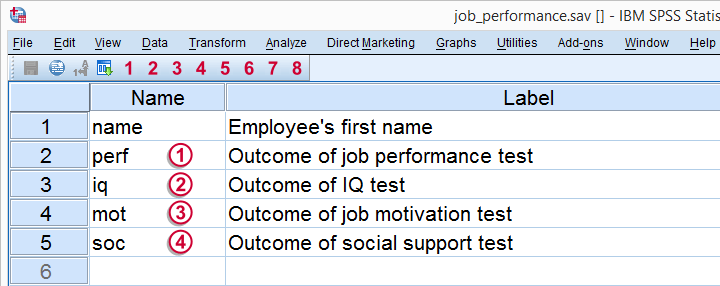 job_performance.sav [] - IBM SPSS Statis
File Edit View Data Transform Analyze Direct Marketing Graphs Utilities Add-ons Window Help
1 2 3 4 5 6 7 8
Name Label
1 name Employee's first name
2 perf 1 Outcome of job performance test
3 iq 2 Outcome of IQ test
4 mot 3 Outcome of job motivation test
5 soc 4 Outcome of social support test
6